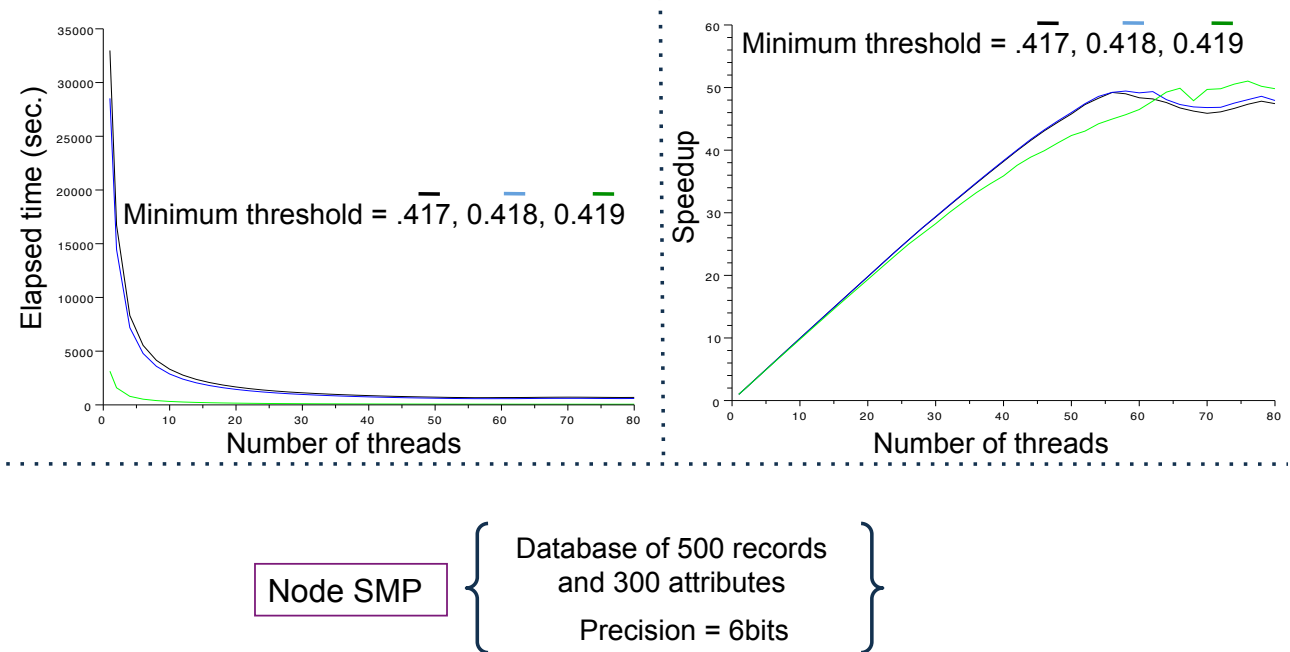 35000
30000
25000
20000
15000
10000
5000
0
Elapsed time (sec.)
Minimum threshold = .417, 0.418, 0.419
0 10 20 30 40 50 60 70 80
Number of threads
60
50
40
30
20
10
0
Speedup
Minimum threshold = .417, 0.418, 0.419
0 10 20 30 40 50 60 70 80
Number of threads
Node SMP
Database of 500 records
and 300 attributes
Precision = 6bits